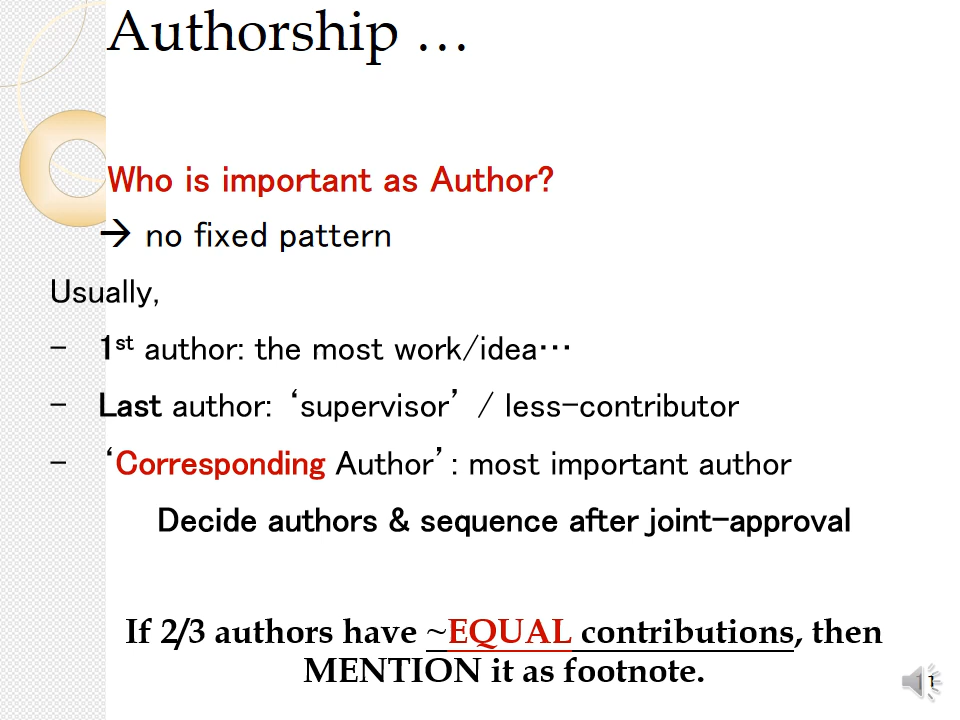 Authorship …
Who is important as Author?
→ no fixed pattern
Usually,
- 1st author: the most work/idea…
- Last author: ‘supervisor’ / less-contributor
- ‘Corresponding Author’: most important author
Decide authors & sequence after joint-approval
If 2/3 authors have ~EQUAL contributions, then
MENTION it as footnote.